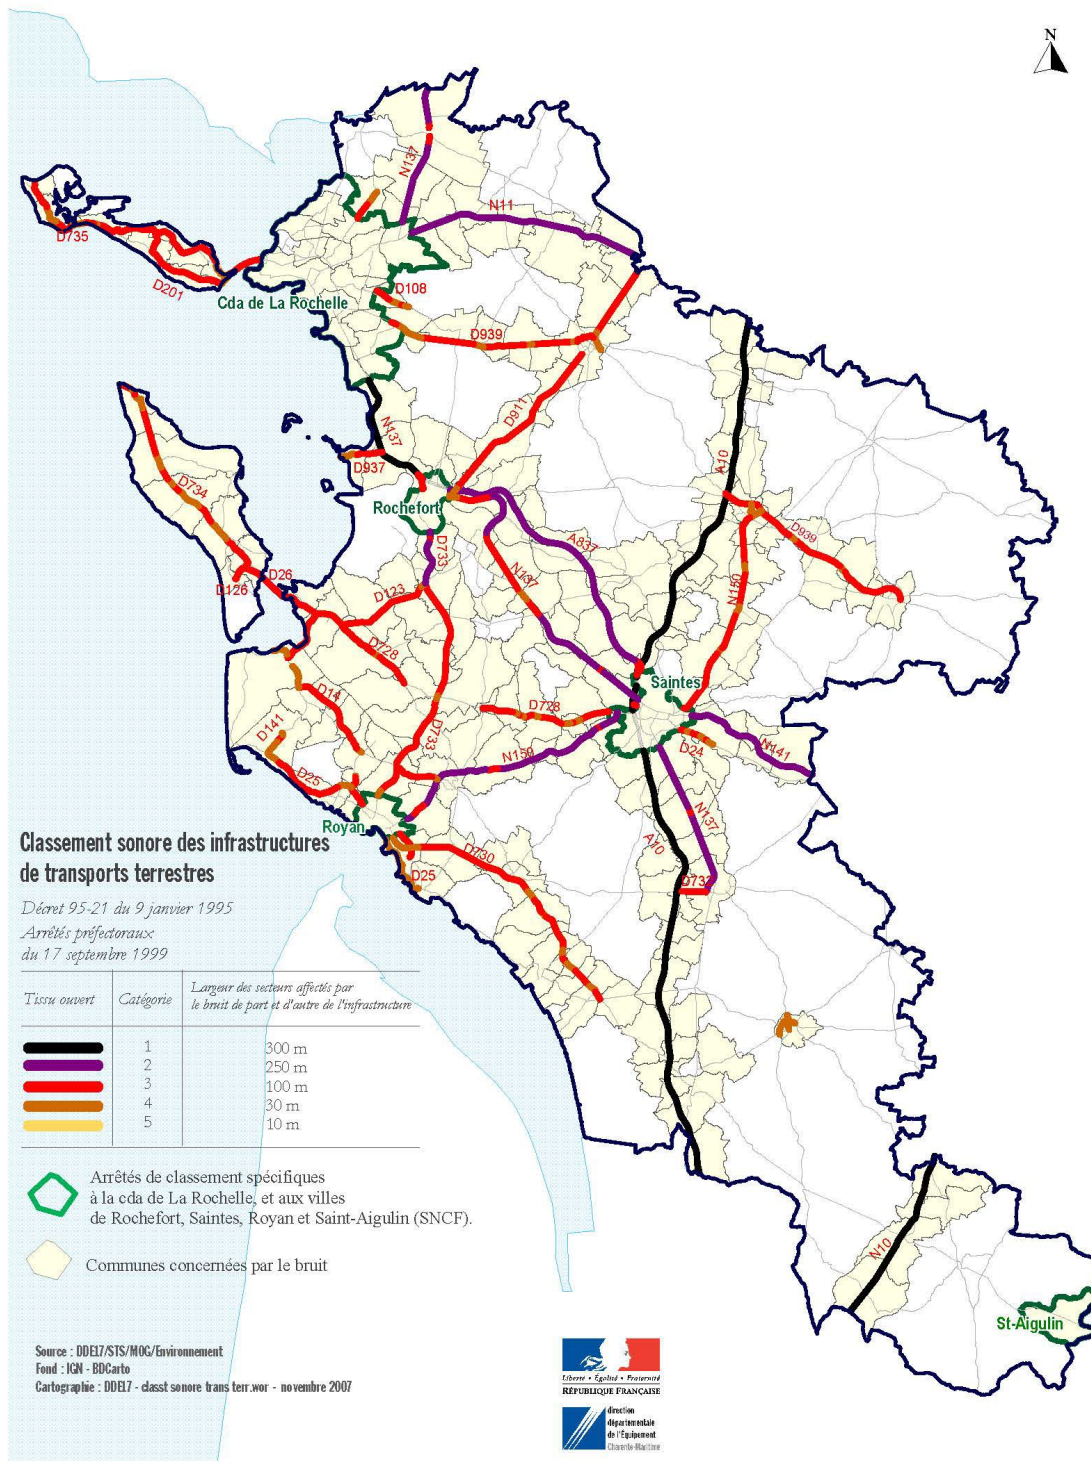 N
N137
N11
D735
D201
Cda de La Rochelle
D108
D939
D911
N137
A10
D937
D734
Rochefort
D939
A837
D733
N137
N150
D26
D126
D123
D728
Saintes
D14
D728
D141
D733
N150
D24
N141
D25
N137
Royan
A10
D730
D25
D732
Classement sonore des infrastructures
de transports terrestres
Décret 95-21 du 9 janvier 1995
Arrêtés préfectoraux
du 17 septembre 1999
Tissu ouvert Catégorie Largeur des secteurs affectés par
le bruit de part et d'autre de l'infrastructure
1 300 m
2 250 m
3 100 m
4 30 m
5 10 m
Arrêtés de classement spécifiques
à la cda de La Rochelle, et aux villes
de Rochefort, Saintes, Royan et Saint-Aigulin (SNCF).
Communes concernées par le bruit
N10
St-Aigulin
Source : DDE17/STS/MOG/Environnement
Fond : IGN - BDCarto
Cartographie : DDE17 - classt sonore trans terr.wor - novembre 2007
Liberté • Égalité • Fraternité
RÉPUBLIQUE FRANÇAISE
direction
départementale
de l'Équipement
Charente-Maritime